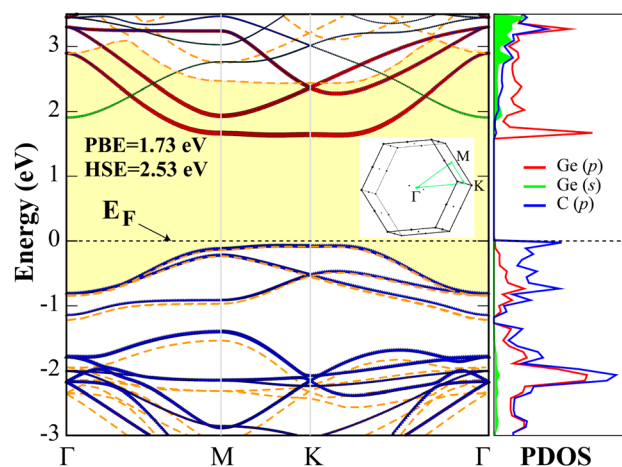 3
2
1
0
-1
-2
-3
Energy (eV)
PBE=1.73 eV
HSE=2.53 eV
E_F
M
K
Γ
Ge (p)
Ge (s)
C (p)
Γ
M
K
Γ
PDOS